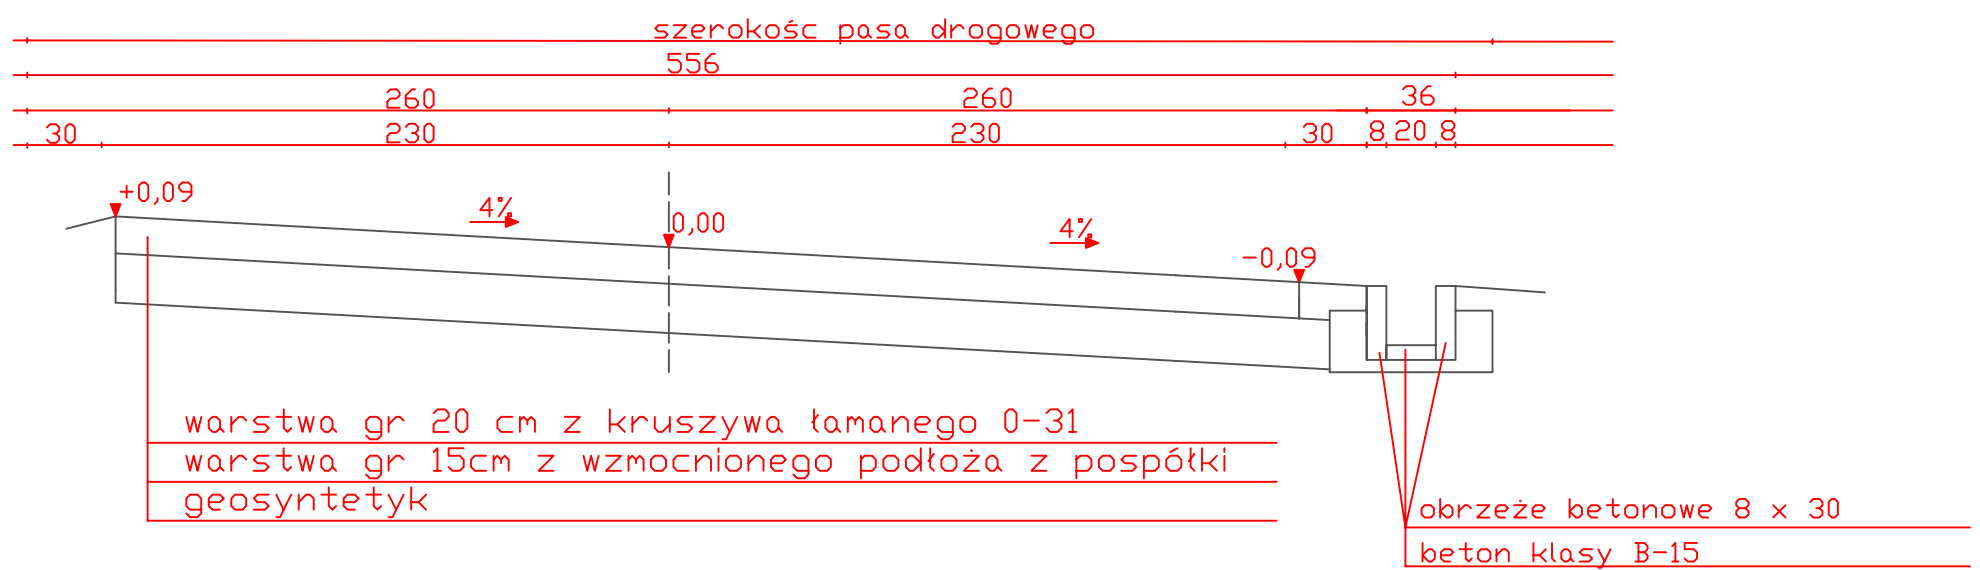 szerokośc pasa drogowego
556
260 260 36
30 230 230 30 8 20 8
+0,09 4% 0,00 4% -0,09
warstwa gr 20 cm z kruszywa łamanego 0-31
warstwa gr 15cm z wzmocnionego podłoża z pospółki
geosyntetyk
obrzeże betonowe 8 x 30
beton klasy B-15